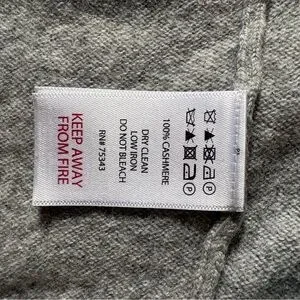 100% CASHMERE
DRY CLEAN
LOW IRON
DO NOT BLEACH
RN# 75343
KEEP AWAY
FROM FIRE